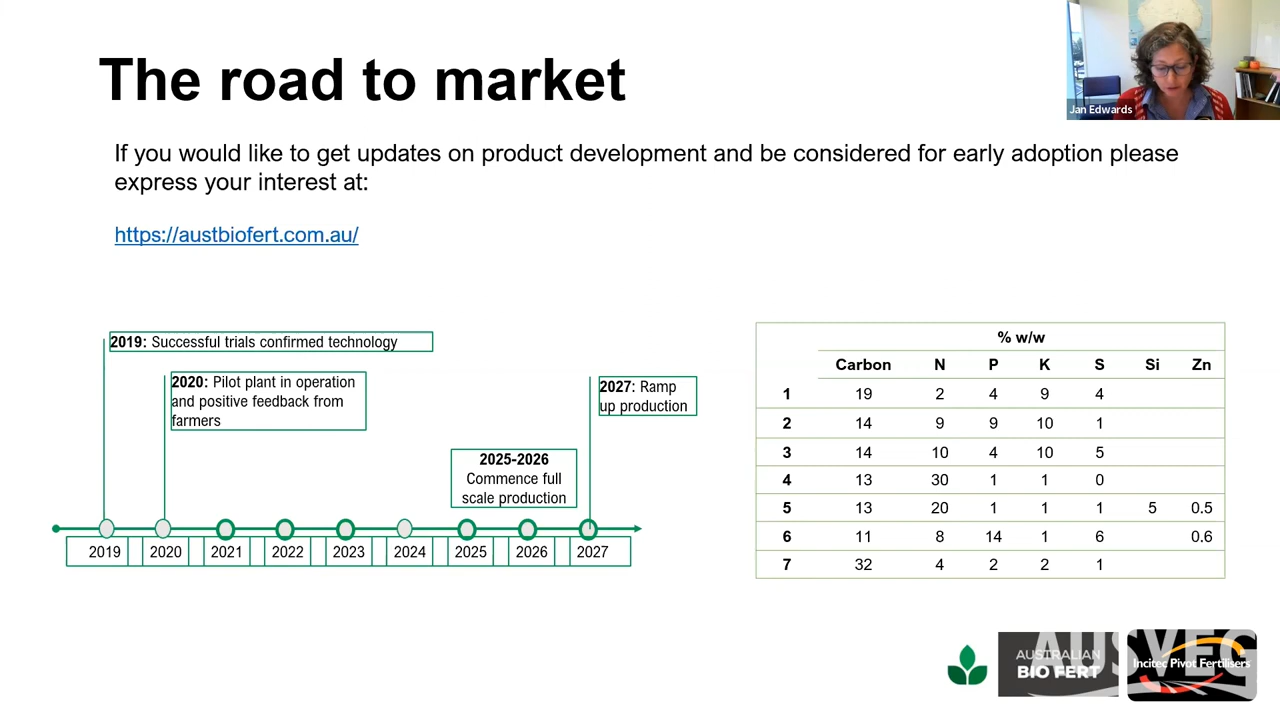 The road to market
Jan Edwards
If you would like to get updates on product development and be considered for early adoption please
express your interest at:
https://austbiofert.com.au/
2019: Successful trials confirmed technology
2020: Pilot plant in operation
and positive feedback from
farmers
2025-2026
Commence full
scale production
2027: Ramp
up production
2019 2020 2021 2022 2023 2024 2025 2026 2027
% w/w
Carbon N P K S Si Zn
1 19 2 4 9 4
2 14 9 9 10 1
3 14 10 4 10 5
4 13 30 1 1 0
5 13 20 1 1 1 5 0.5
6 11 8 14 1 6 0.6
7 32 4 2 2 1
AUSTRALIAN
BIO FERT
Incitec Pivot Fertilisers
AUSVEG